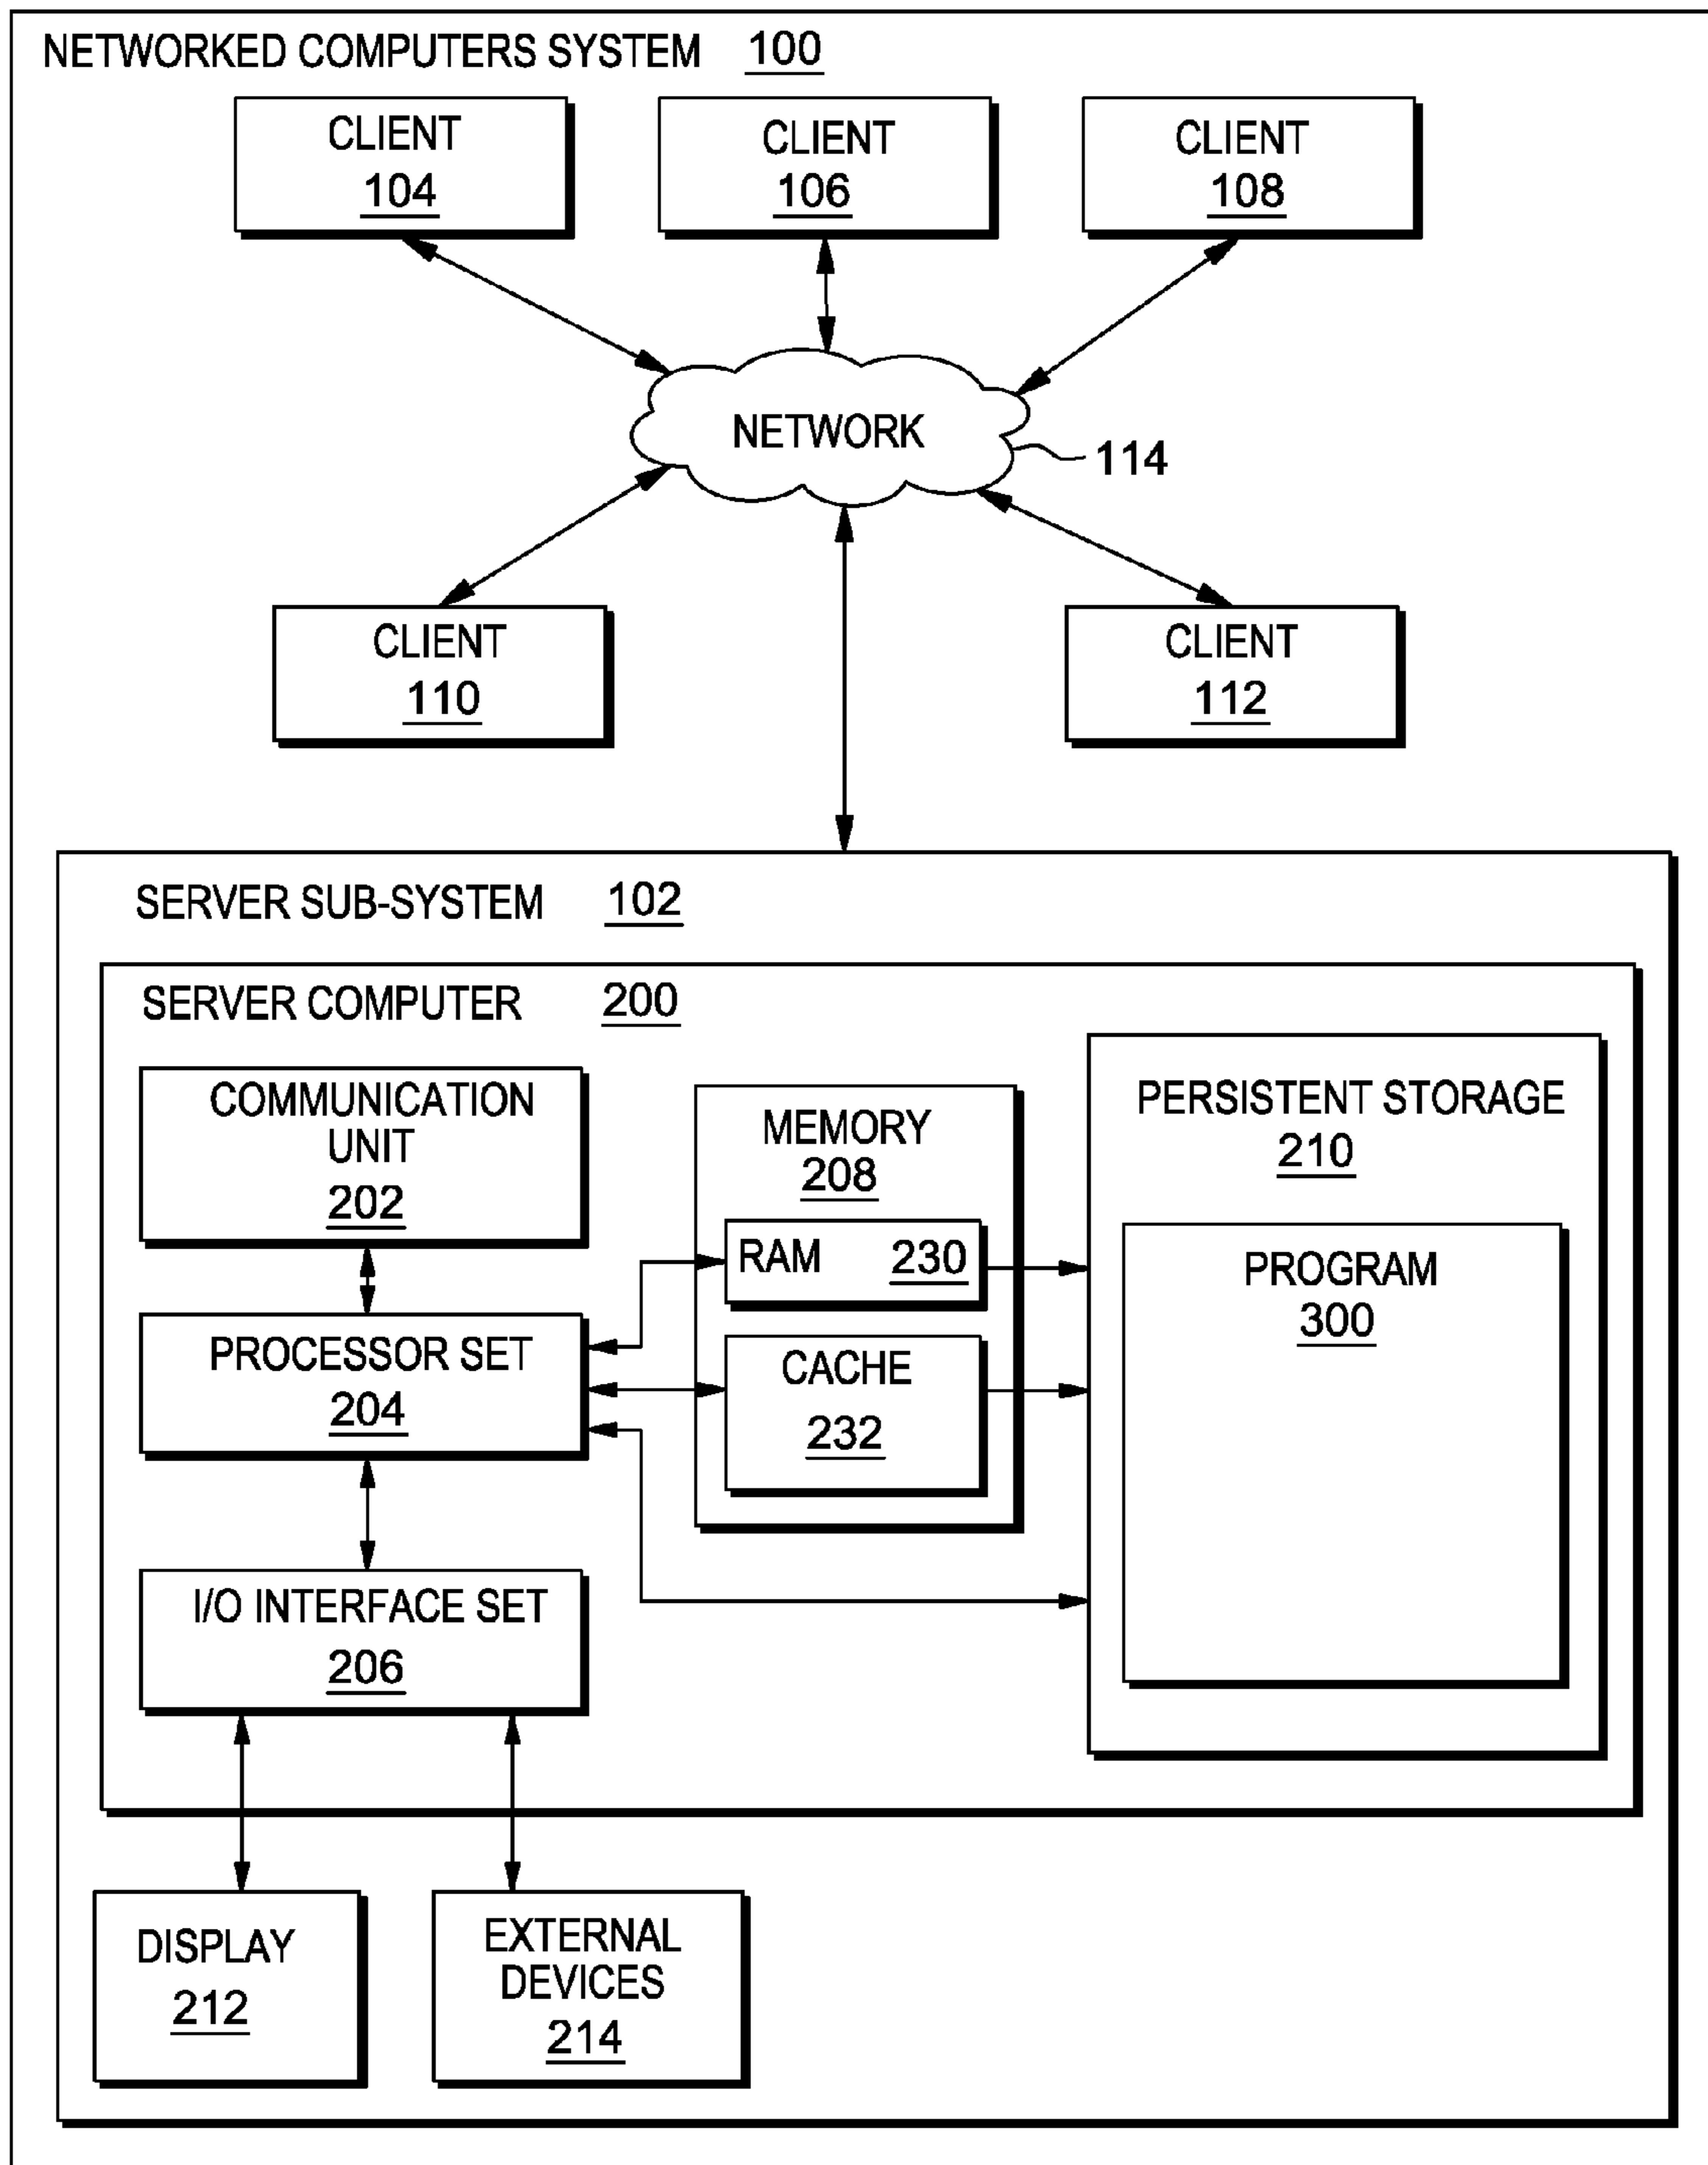 NETWORKED COMPUTERS SYSTEM 100
CLIENT
104
CLIENT
106
CLIENT
108
NETWORK
114
CLIENT
110
CLIENT
112
SERVER SUB-SYSTEM 102
SERVER COMPUTER 200
COMMUNICATION
UNIT
202
PROCESSOR SET
204
I/O INTERFACE SET
206
MEMORY
208
RAM 230
CACHE
232
PERSISTENT STORAGE
210
PROGRAM
300
DISPLAY
212
EXTERNAL
DEVICES
214